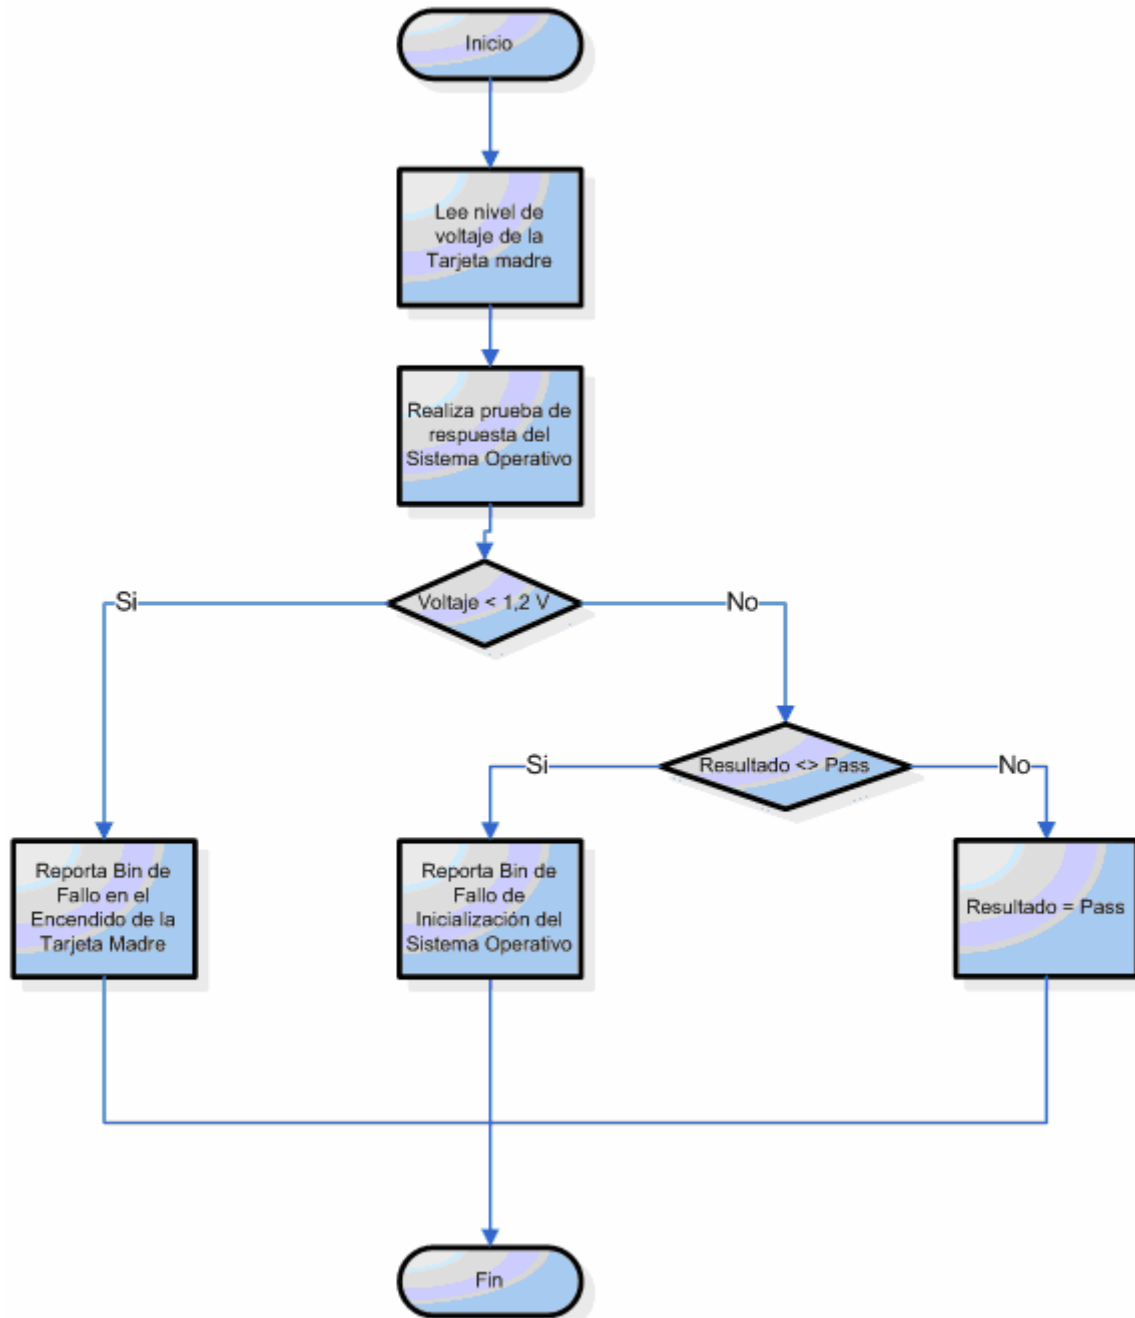 Inicio
Lee nivel de
voltaje de la
Tarjeta madre
Realiza prueba de
respuesta del
Sistema Operativo
Si
Voltaje < 1,2 V
No
Si
Resultado <> Pass
No
Reporta Bin de
Fallo en el
Encendido de la
Tarjeta Madre
Reporta Bin de
Fallo de
Inicialización del
Sistema Operativo
Resultado = Pass
Fin